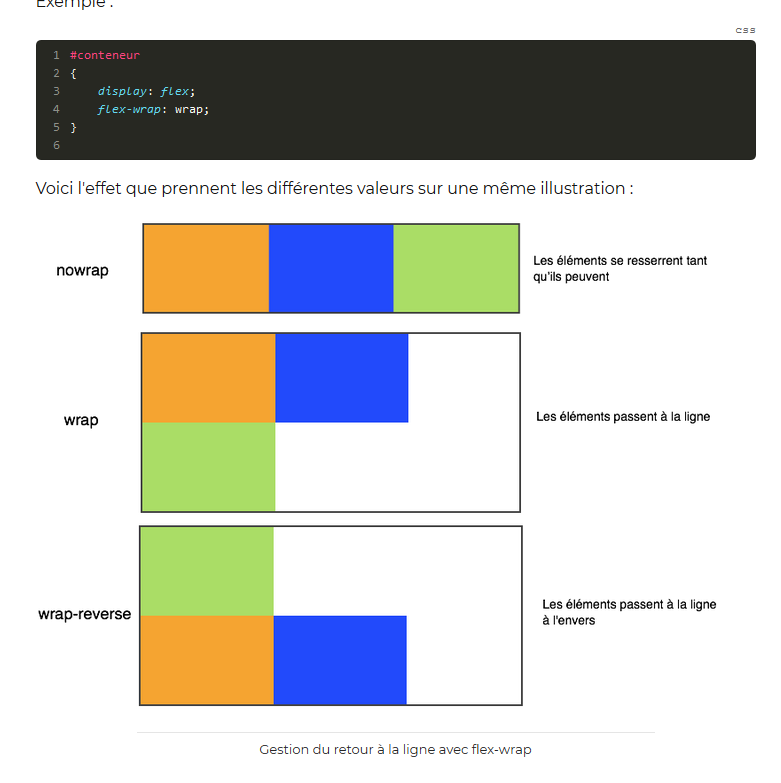 Exemple :
css
1 #conteneur
2 {
3 display: flex;
4 flex-wrap: wrap;
5 }
6
Voici l'effet que prennent les différentes valeurs sur une même illustration :
nowrap
Les éléments se resserrent tant
qu'ils peuvent
wrap
Les éléments passent à la ligne
wrap-reverse
Les éléments passent à la ligne
à l'envers
Gestion du retour à la ligne avec flex-wrap